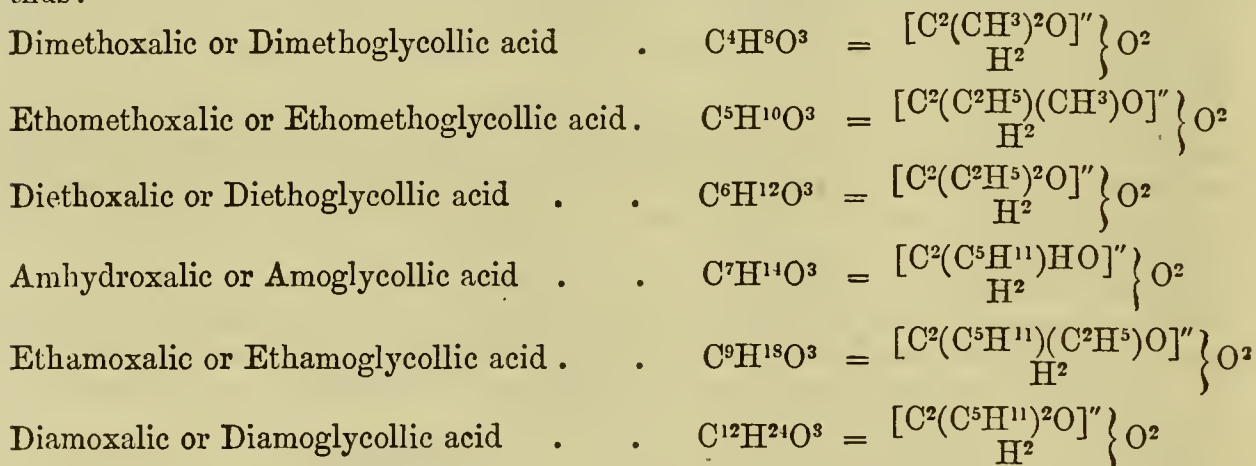 thus:
Dimethoxalic or Dimethoglycollic acid . C⁴H⁸O³ = [C²(CH³)²O]″ H² } O²
Ethomethoxalic or Ethomethoglycollic acid. C⁵H¹⁰O³ = [C²(C²H⁵)(CH³)O]″ H² } O²
Diethoxalic or Diethoglycollic acid . . C⁶H¹²O³ = [C²(C²H⁵)²O]″ H² } O²
Amhydroxalic or Amoglycollic acid . . C⁷H¹⁴O³ = [C²(C⁵H¹¹)HO]″ H² } O²
Ethamoxalic or Ethamoglycollic acid . . C⁹H¹⁸O³ = [C²(C⁵H¹¹)(C²H⁵)O]″ H² } O²
Diamoxalic or Diamoglycollic acid . . C¹²H²⁴O³ = [C²(C⁵H¹¹)²O]″ H² } O²